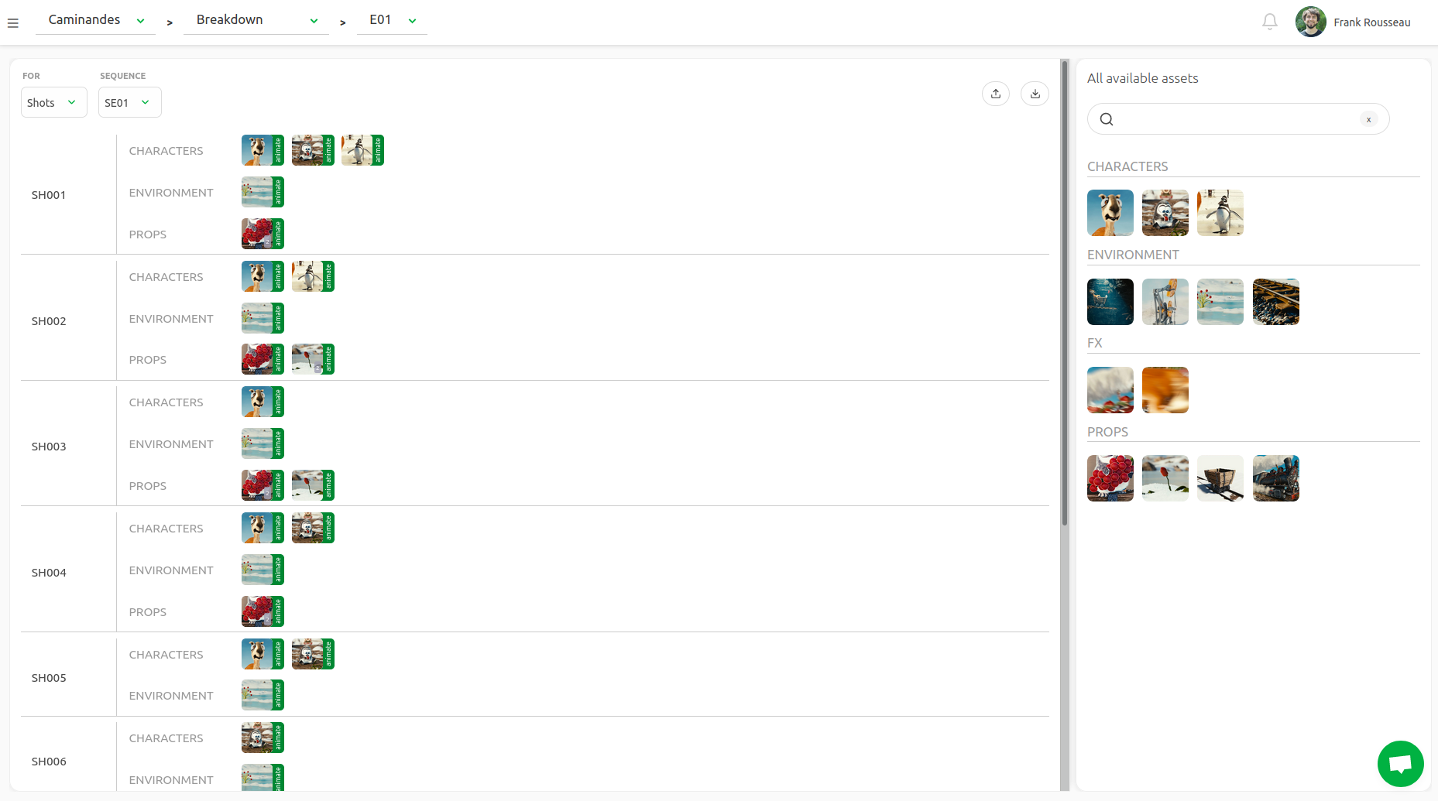 Caminandes > Breakdown > E01 Frank Rousseau
FOR SEQUENCE
Shots SE01
SH001
CHARACTERS animate animate animate
ENVIRONMENT animate
PROPS animate
SH002
CHARACTERS animate animate
ENVIRONMENT animate
PROPS animate animate
SH003
CHARACTERS animate
ENVIRONMENT animate
PROPS animate animate
SH004
CHARACTERS animate animate
ENVIRONMENT animate
PROPS animate
SH005
CHARACTERS animate animate
ENVIRONMENT animate
SH006
CHARACTERS animate
ENVIRONMENT animate
All available assets
x
CHARACTERS
ENVIRONMENT
FX
PROPS